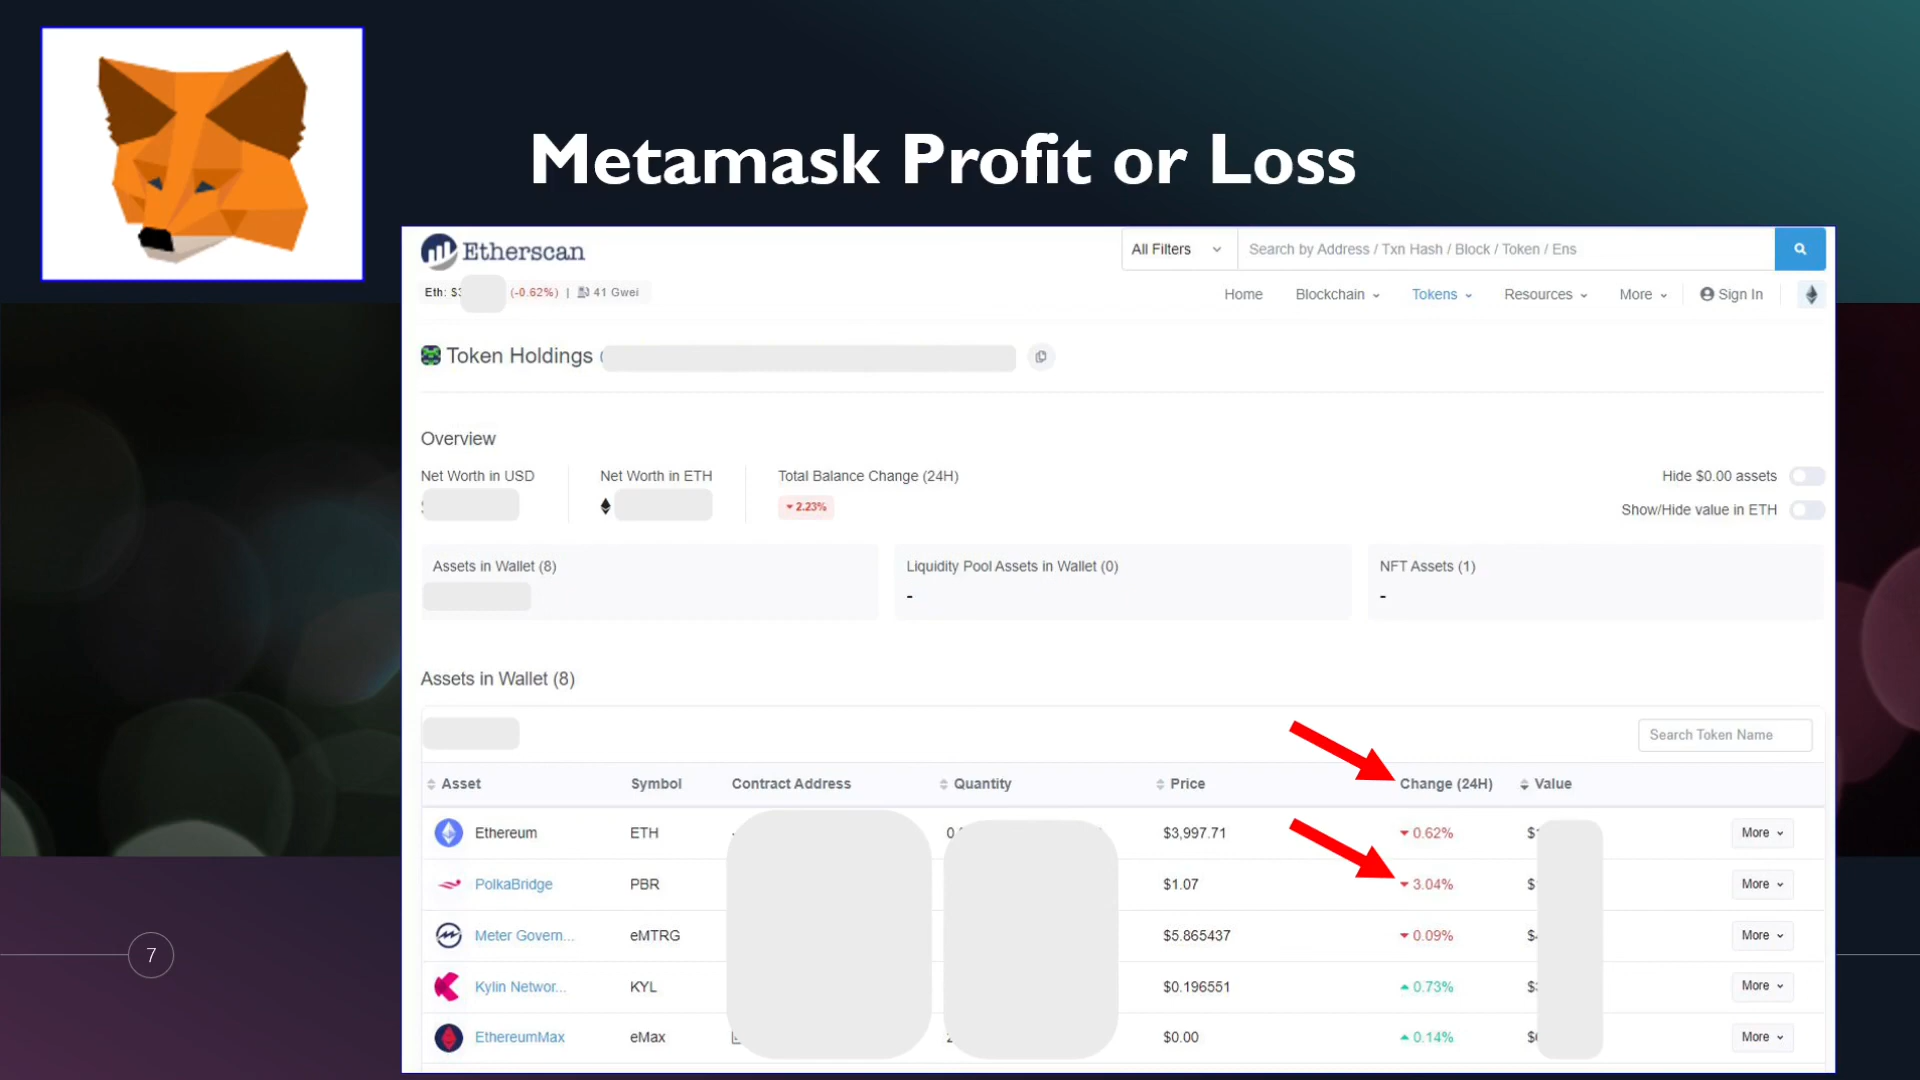 Metamask Profit or Loss
Etherscan
All Filters
Search by Address / Txn Hash / Block / Token / Ens
Eth: $ (-0.62%) | 41 Gwei
Home Blockchain Tokens Resources More Sign In
Token Holdings
Overview
Net Worth in USD Net Worth in ETH Total Balance Change (24H) Hide $0.00 assets
2.23%
Show/Hide value in ETH
Assets in Wallet (8) Liquidity Pool Assets in Wallet (0) NFT Assets (1)
- -
Assets in Wallet (8)
Search Token Name
Asset Symbol Contract Address Quantity Price Change (24H) Value
Ethereum ETH $3,997.71 0.62% $ More
PolkaBridge PBR $1.07 3.04% $ More
Meter Govern... eMTRG $5.865437 0.09% $ More
Kylin Networ... KYL $0.196551 0.73% $ More
EthereumMax eMax $0.00 0.14% $ More
7